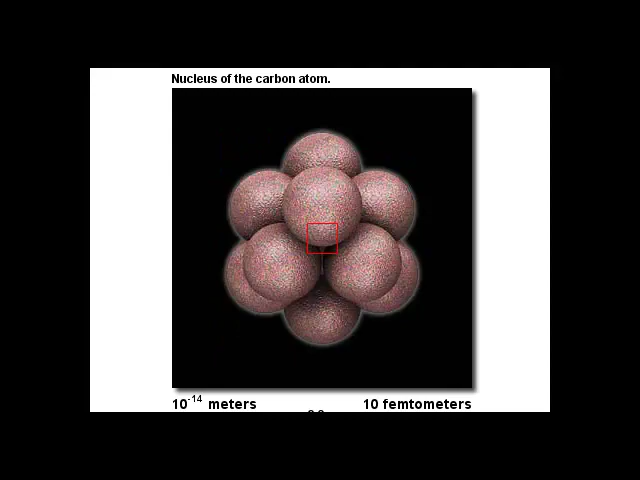 Nucleus of the carbon atom.
10-14 meters 10 femtometers